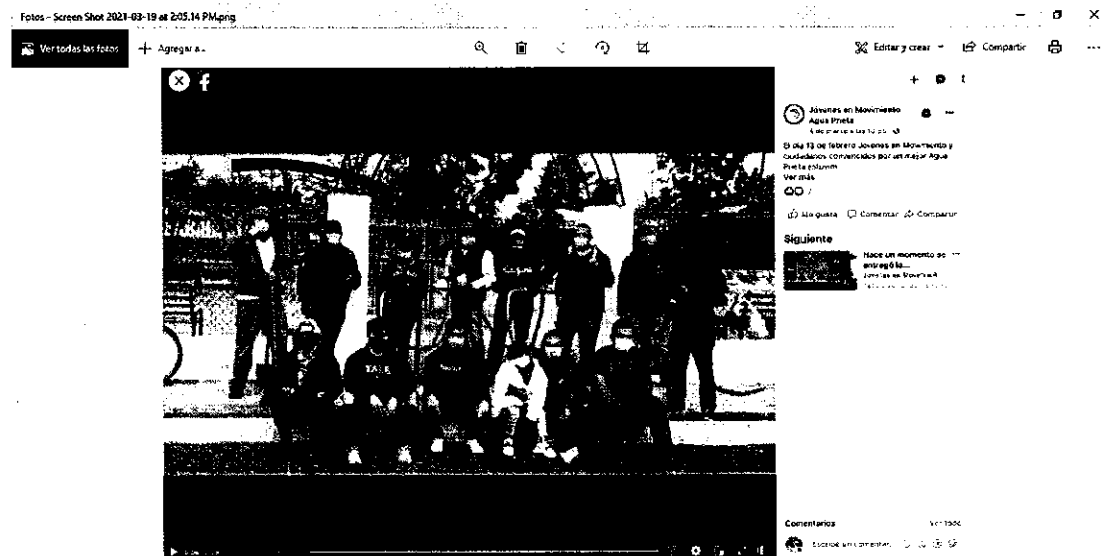 Fotos - Screen Shot 2021-03-19 at 2.05.14 PM.png
Ver todas las fotos
Agregar a
Editar y crear
Compartir
Jóvenes en Movimiento
Agua Prieta
El día 13 de febrero Jóvenes en Movimiento y
ciudadanos convencidos por un mejor Agua
Prieta
Ver más
Me gusta
Comentar
Compartir
Siguiente
Hace un momento se
entregó la...
YALE
Comentarios
Ver todo
Escribe un comentario...